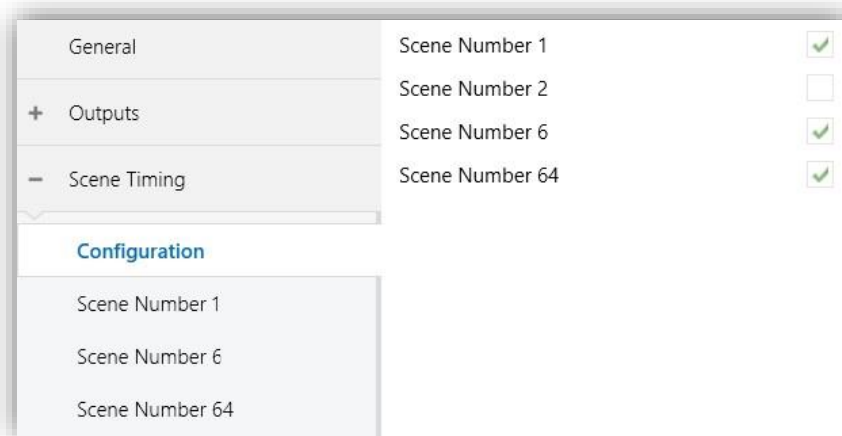 General
Outputs
Scene Timing
Configuration
Scene Number 1
Scene Number 6
Scene Number 64
Scene Number 1
Scene Number 2
Scene Number 6
Scene Number 64